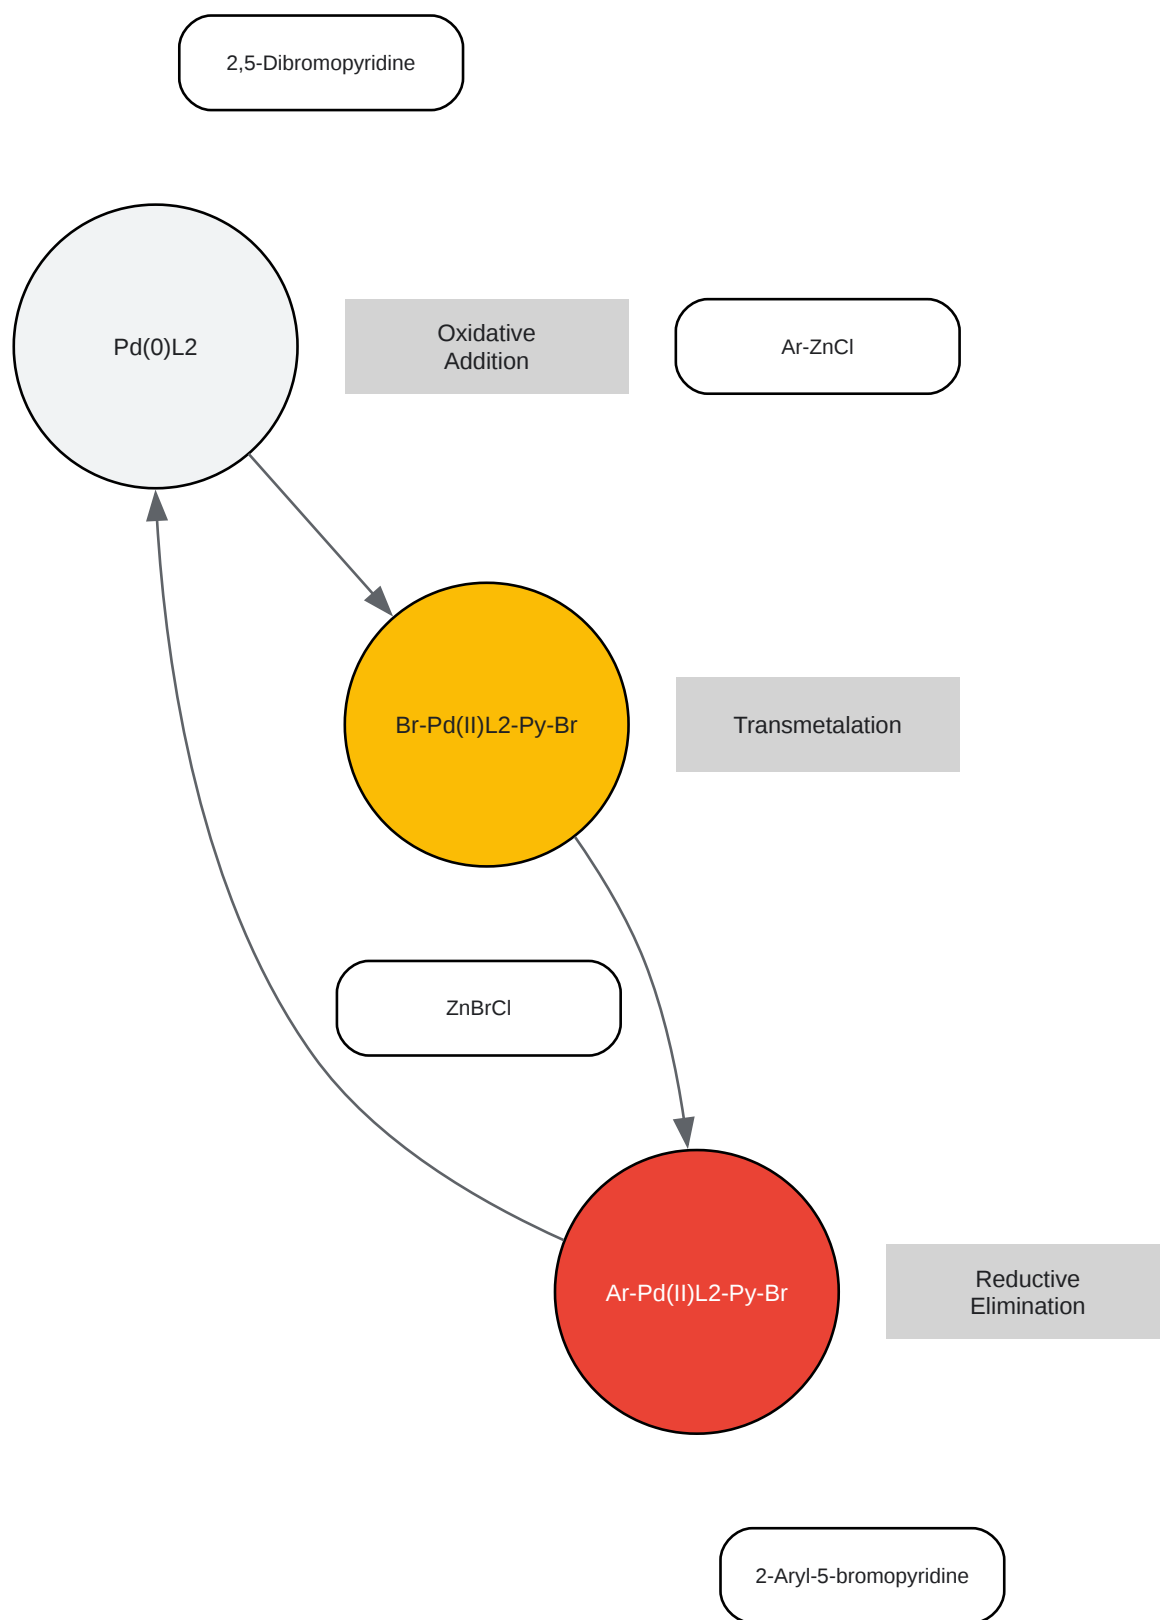 2,5-Dibromopyridine
Pd(0)L2
Oxidative
Addition
Ar-ZnCl
Br-Pd(II)L2-Py-Br
Transmetalation
ZnBrCl
Ar-Pd(II)L2-Py-Br
Reductive
Elimination
2-Aryl-5-bromopyridine